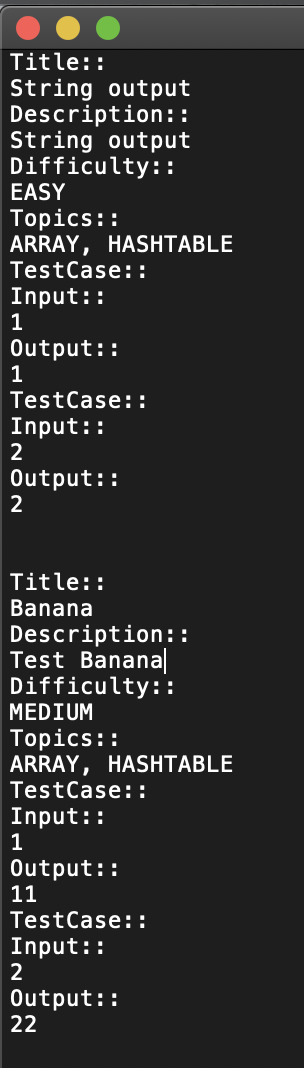 Title::
String output
Description::
String output
Difficulty::
EASY
Topics::
ARRAY, HASHTABLE
TestCase::
Input::
1
Output::
1
TestCase::
Input::
2
Output::
2
Title::
Banana
Description::
Test Banana
Difficulty::
MEDIUM
Topics::
ARRAY, HASHTABLE
TestCase::
Input::
1
Output::
11
TestCase::
Input::
2
Output::
22